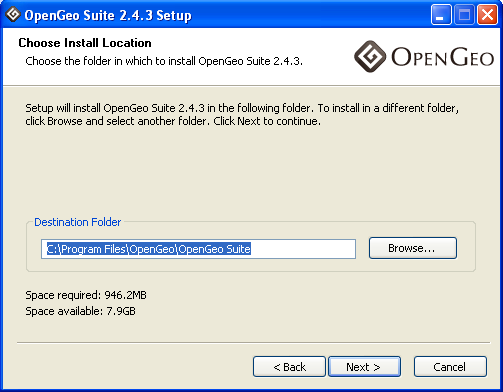 OpenGeo Suite 2.4.3 Setup
Choose Install Location
Choose the folder in which to install OpenGeo Suite 2.4.3.
OPENGEO
Setup will install OpenGeo Suite 2.4.3 in the following folder. To install in a different folder,
click Browse and select another folder. Click Next to continue.
Destination Folder
C:\Program Files\OpenGeo\OpenGeo Suite
Browse...
Space required: 946.2MB
Space available: 7.9GB
< Back
Next >
Cancel